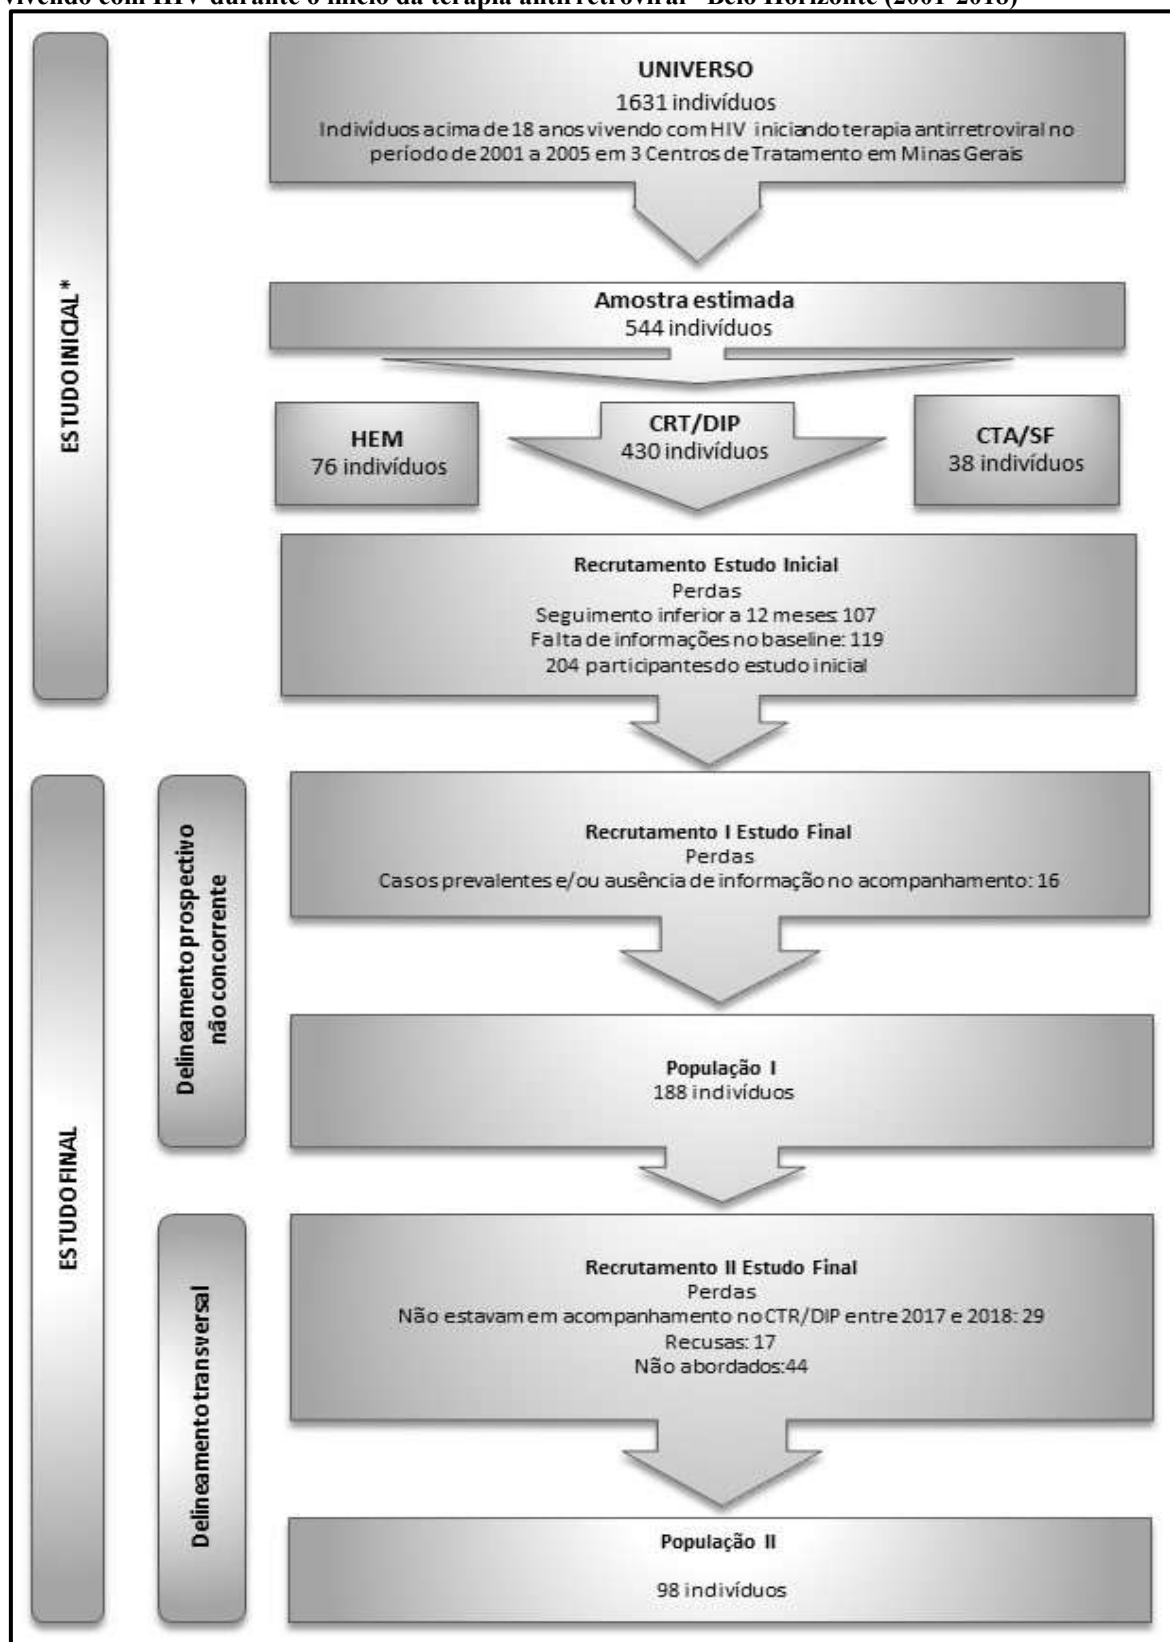 vivendo com HIV durante o início da terapia antirretroviral - Belo Horizonte (2001-2018)
UNIVERSO
1631 indivíduos
Indivíduos acima de 18 anos vivendo com HIV iniciando terapia antirretroviral no
período de 2001 a 2005 em 3 Centros de Tratamento em Minas Gerais
ESTUDO INICIAL *
Amostra estimada
544 indivíduos
HEM
76 indivíduos
CRT/DIP
430 indivíduos
CTA/SF
38 indivíduos
Recrutamento Estudo Inicial
Perdas
Seguimento inferior a 12 meses: 107
Falta de informações no baseline: 119
204 participantes do estudo inicial
ESTUDO FINAL
Delineamento prospectivo
não concorrente
Recrutamento I Estudo Final
Perdas
Casos prevalentes e/ou ausência de informação no acompanhamento: 16
População I
188 indivíduos
Delineamento transversal
Recrutamento II Estudo Final
Perdas
Não estavam em acompanhamento no CTR/DIP entre 2017 e 2018: 29
Recusas: 17
Não abordados:44
População II
98 indivíduos